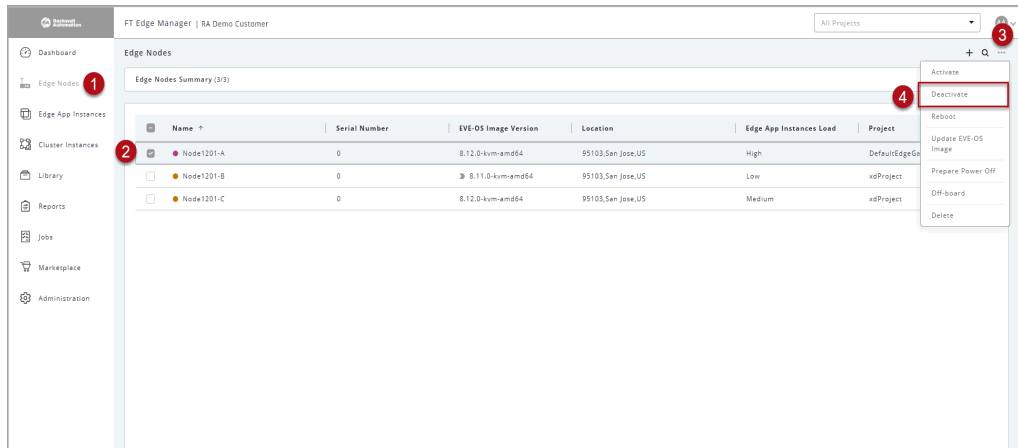 Rockwell Automation
FT Edge Manager | RA Demo Customer
All Projects
3
Dashboard
Edge Nodes
1
Edge App Instances
Cluster Instances
Library
Reports
Jobs
Marketplace
Administration
Edge Nodes
Edge Nodes Summary (3/3)
Name ↑
Serial Number
EVE-OS Image Version
Location
Edge App Instances Load
Project
2
Node1201-A
0
8.12.0-kvm-amd64
95103,San Jose,US
High
DefaultEdgeGa
Node1201-B
0
8.11.0-kvm-amd64
95103,San Jose,US
Low
xdProject
Node1201-C
0
8.12.0-kvm-amd64
95103,San Jose,US
Medium
xdProject
Activate
4
Deactivate
Reboot
Update EVE-OS
Image
Prepare Power Off
Off-board
Delete